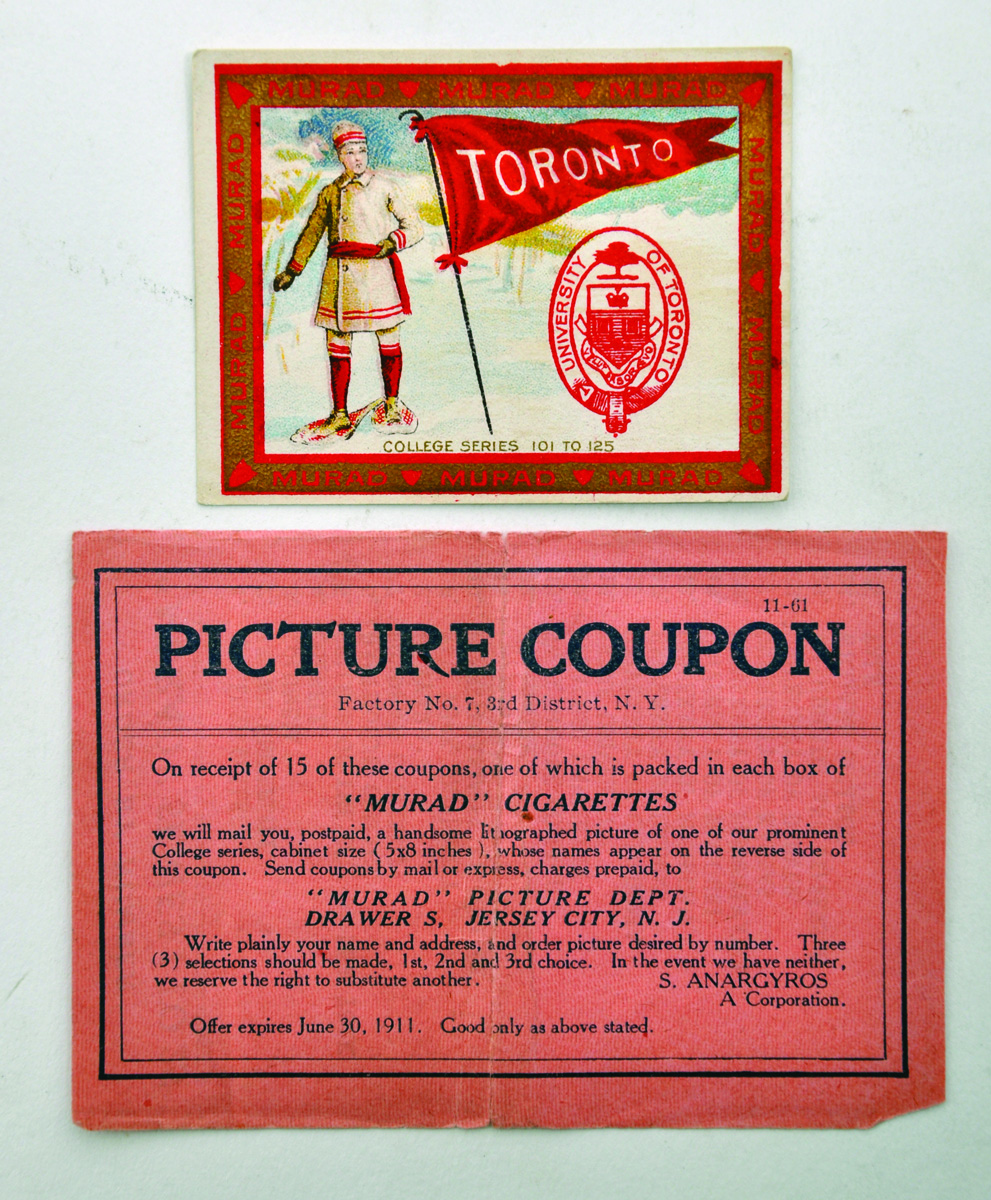 MURAD MURAD MURAD
MURAD MURAD
MURAD MURAD
TORONTO
UNIVERSITY OF TORONTO
COLLEGE SERIES 101 TO 125
MURAD MURAD MURAD
11-61
PICTURE COUPON
Factory No. 7, 3rd District, N. Y.
On receipt of 15 of these coupons, one of which is packed in each box of
"MURAD" CIGARETTES
we will mail you, postpaid, a handsome lithographed picture of one of our prominent
College series, cabinet size (5x8 inches), whose names appear on the reverse side of
this coupon. Send coupons by mail or express, charges prepaid, to
"MURAD" PICTURE DEPT.
DRAWER S, JERSEY CITY, N. J.
Write plainly your name and address, and order picture desired by number. Three
(3) selections should be made, 1st, 2nd and 3rd choice. In the event we have neither,
we reserve the right to substitute another. S. ANARGYROS
A Corporation.
Offer expires June 30, 1911. Good only as above stated.